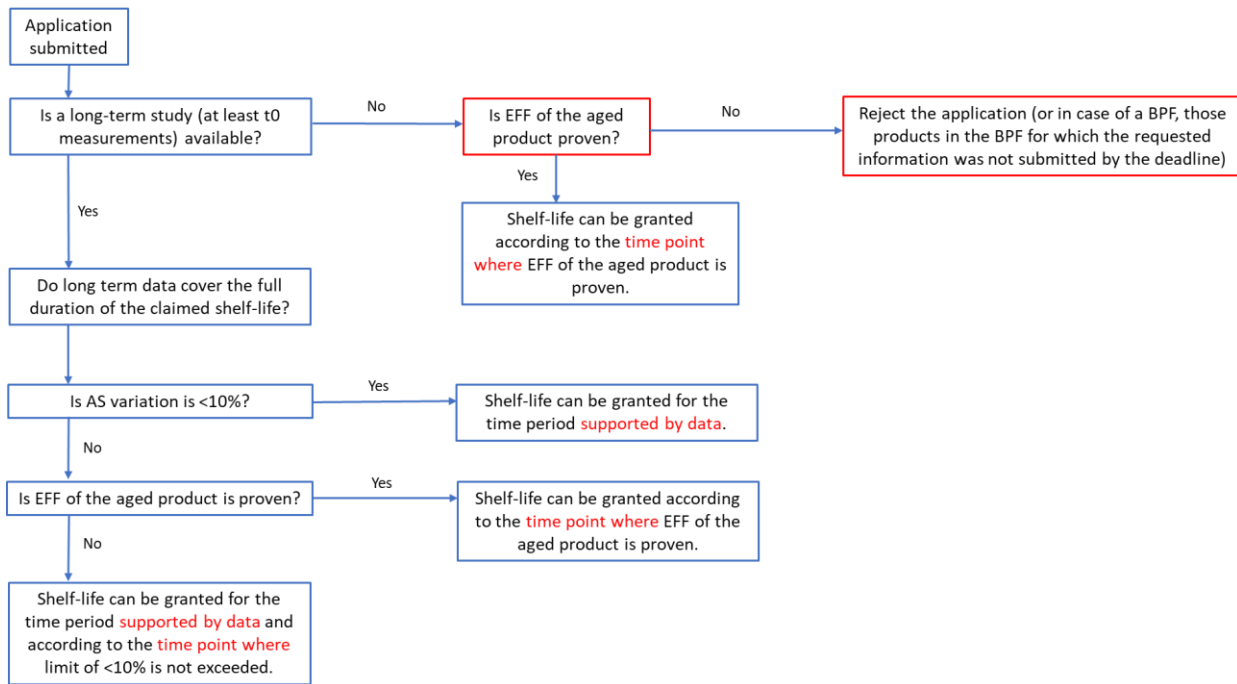 Application
submitted
Is a long-term study (at least t0
measurements) available?
No
Is EFF of the aged
product proven?
No
Reject the application (or in case of a BPF, those
products in the BPF for which the requested
information was not submitted by the deadline)
Yes
Shelf-life can be granted
according to the time point
where EFF of the aged product is
proven.
Yes
Do long term data cover the full
duration of the claimed shelf-life?
Is AS variation is <10%?
Yes
Shelf-life can be granted for the
time period supported by data.
No
Is EFF of the aged product is proven?
Yes
Shelf-life can be granted according
to the time point where EFF of the
aged product is proven.
No
Shelf-life can be granted for the
time period supported by data and
according to the time point where
limit of <10% is not exceeded.